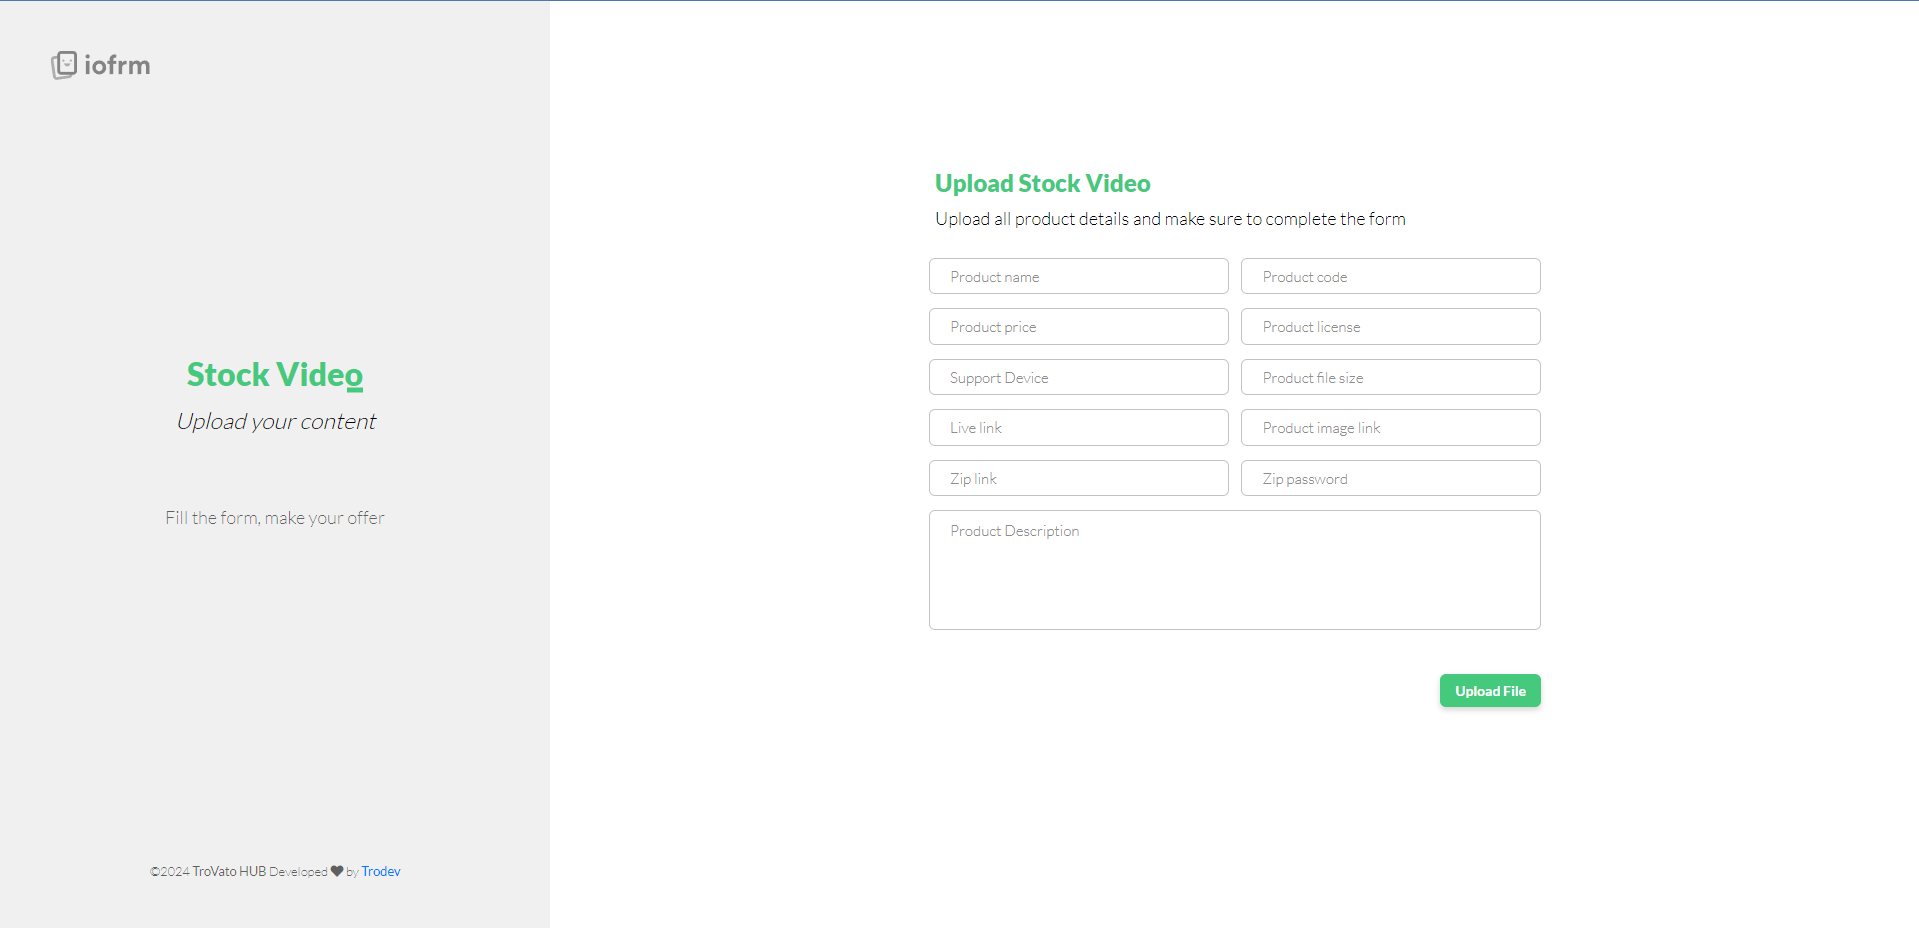 iofrm
Stock Video
Upload your content
Fill the form, make your offer
©2024 TroVato HUB Developed by Trodev
Upload Stock Video
Upload all product details and make sure to complete the form
Product name
Product code
Product price
Product license
Support Device
Product file size
Live link
Product image link
Zip link
Zip password
Product Description
Upload File